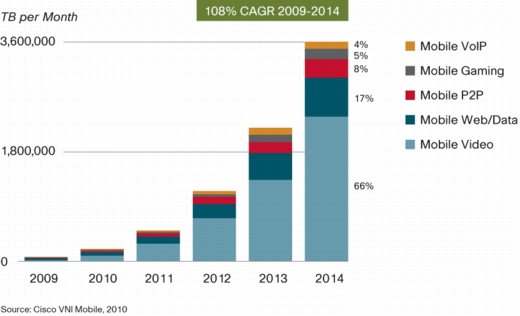 TB per Month
108% CAGR 2009-2014
3,600,000
1,800,000
0
4%
5%
8%
17%
66%
Mobile VoIP
Mobile Gaming
Mobile P2P
Mobile Web/Data
Mobile Video
2009 2010 2011 2012 2013 2014
Source: Cisco VNI Mobile, 2010